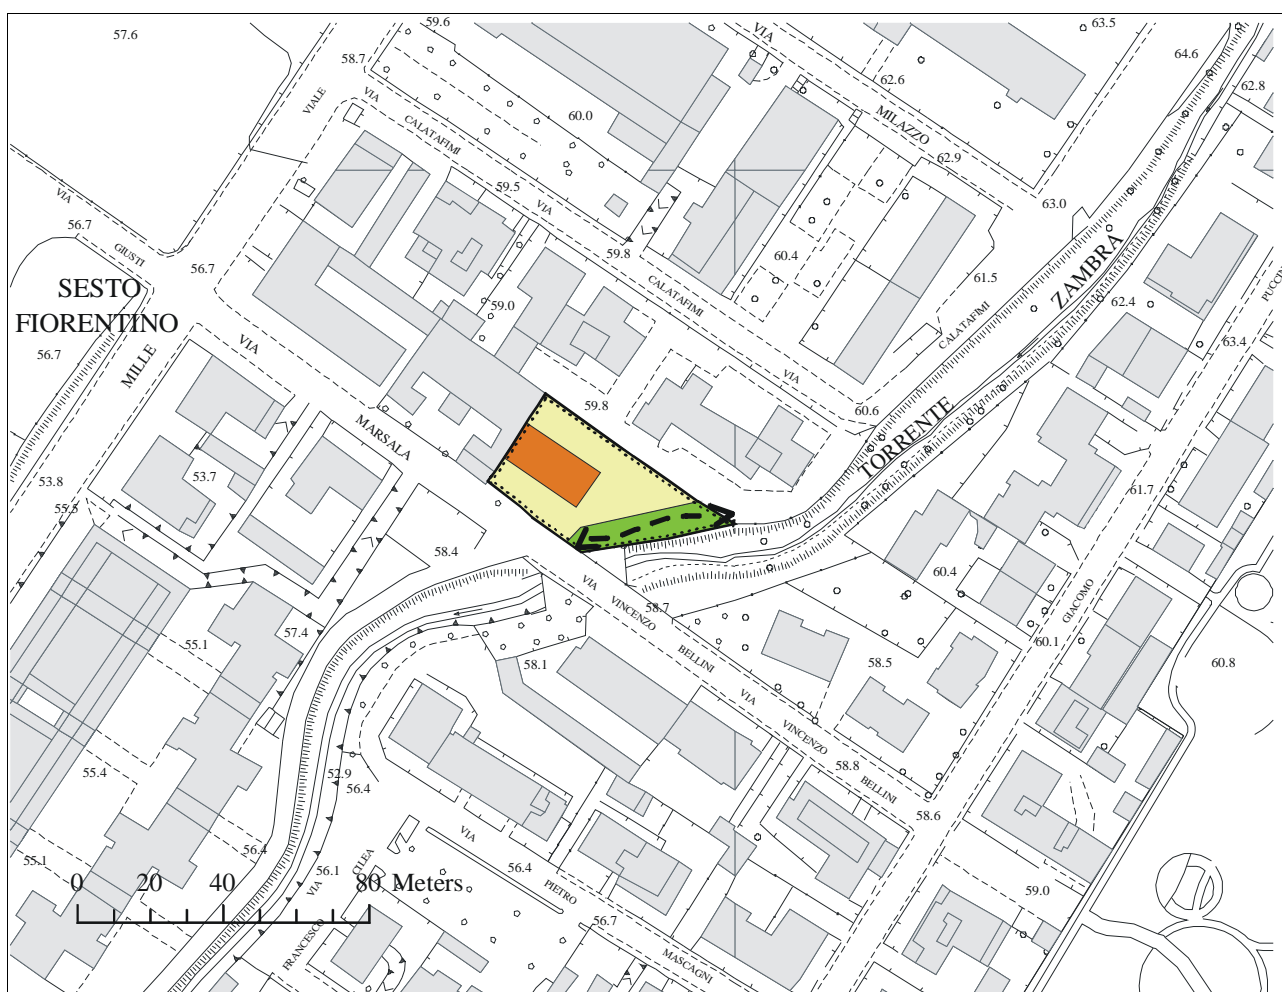 57.6
59.6
VIA
63.5
58.7
64.6
62.6
62.8
VIALE
VIA
60.0
CALATAFIMI
MILAZZO
62.9
VIA
59.5
VIA
63.0
56.7
GIUSTI
56.7
59.8
60.4
ZAMBRA
61.5
CALATAFIMI
SESTO
FIORENTINO
59.0
62.4
CALATAFIMI
56.7
VIA
MILLE
63.4
VIA
59.8
60.6
MARSALA
TORRENTE
53.8
53.7
55.5
61.7
58.4
60.4
VIA
VINCENZO
58.7
GIACOMO
57.4
55.1
BELLINI
60.1
58.1
58.5
60.8
VIA
VINCENZO
55.4
52.9
56.4
58.8
BELLINI
58.6
VIA
56.4
55.1
CILEA
56.1
56.4
VIA
PIETRO
59.0
0 20 40 80 Meters
56.7
FRANCESCO
MASCAGNI